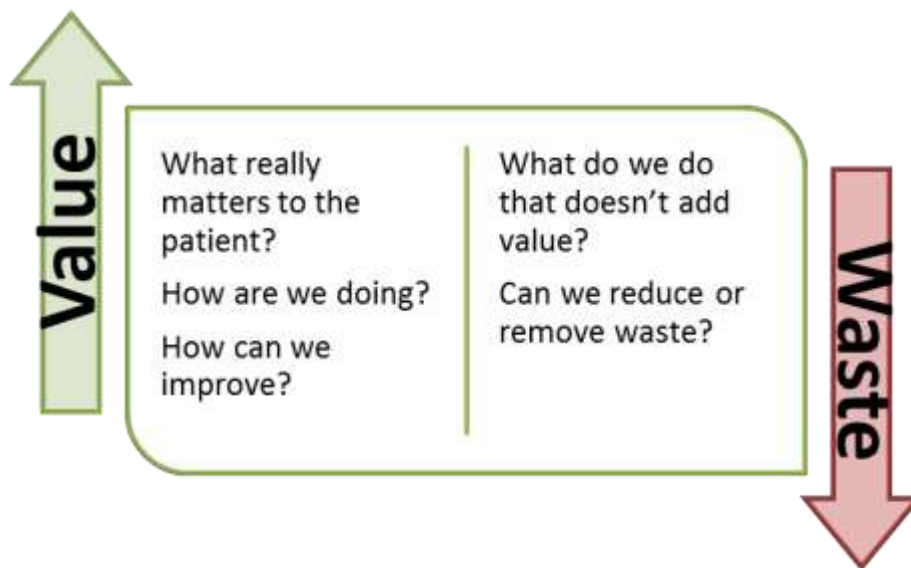 Value
What really
matters to the
patient?
How are we doing?
How can we
improve?
What do we do
that doesn’t add
value?
Can we reduce or
remove waste?
Waste